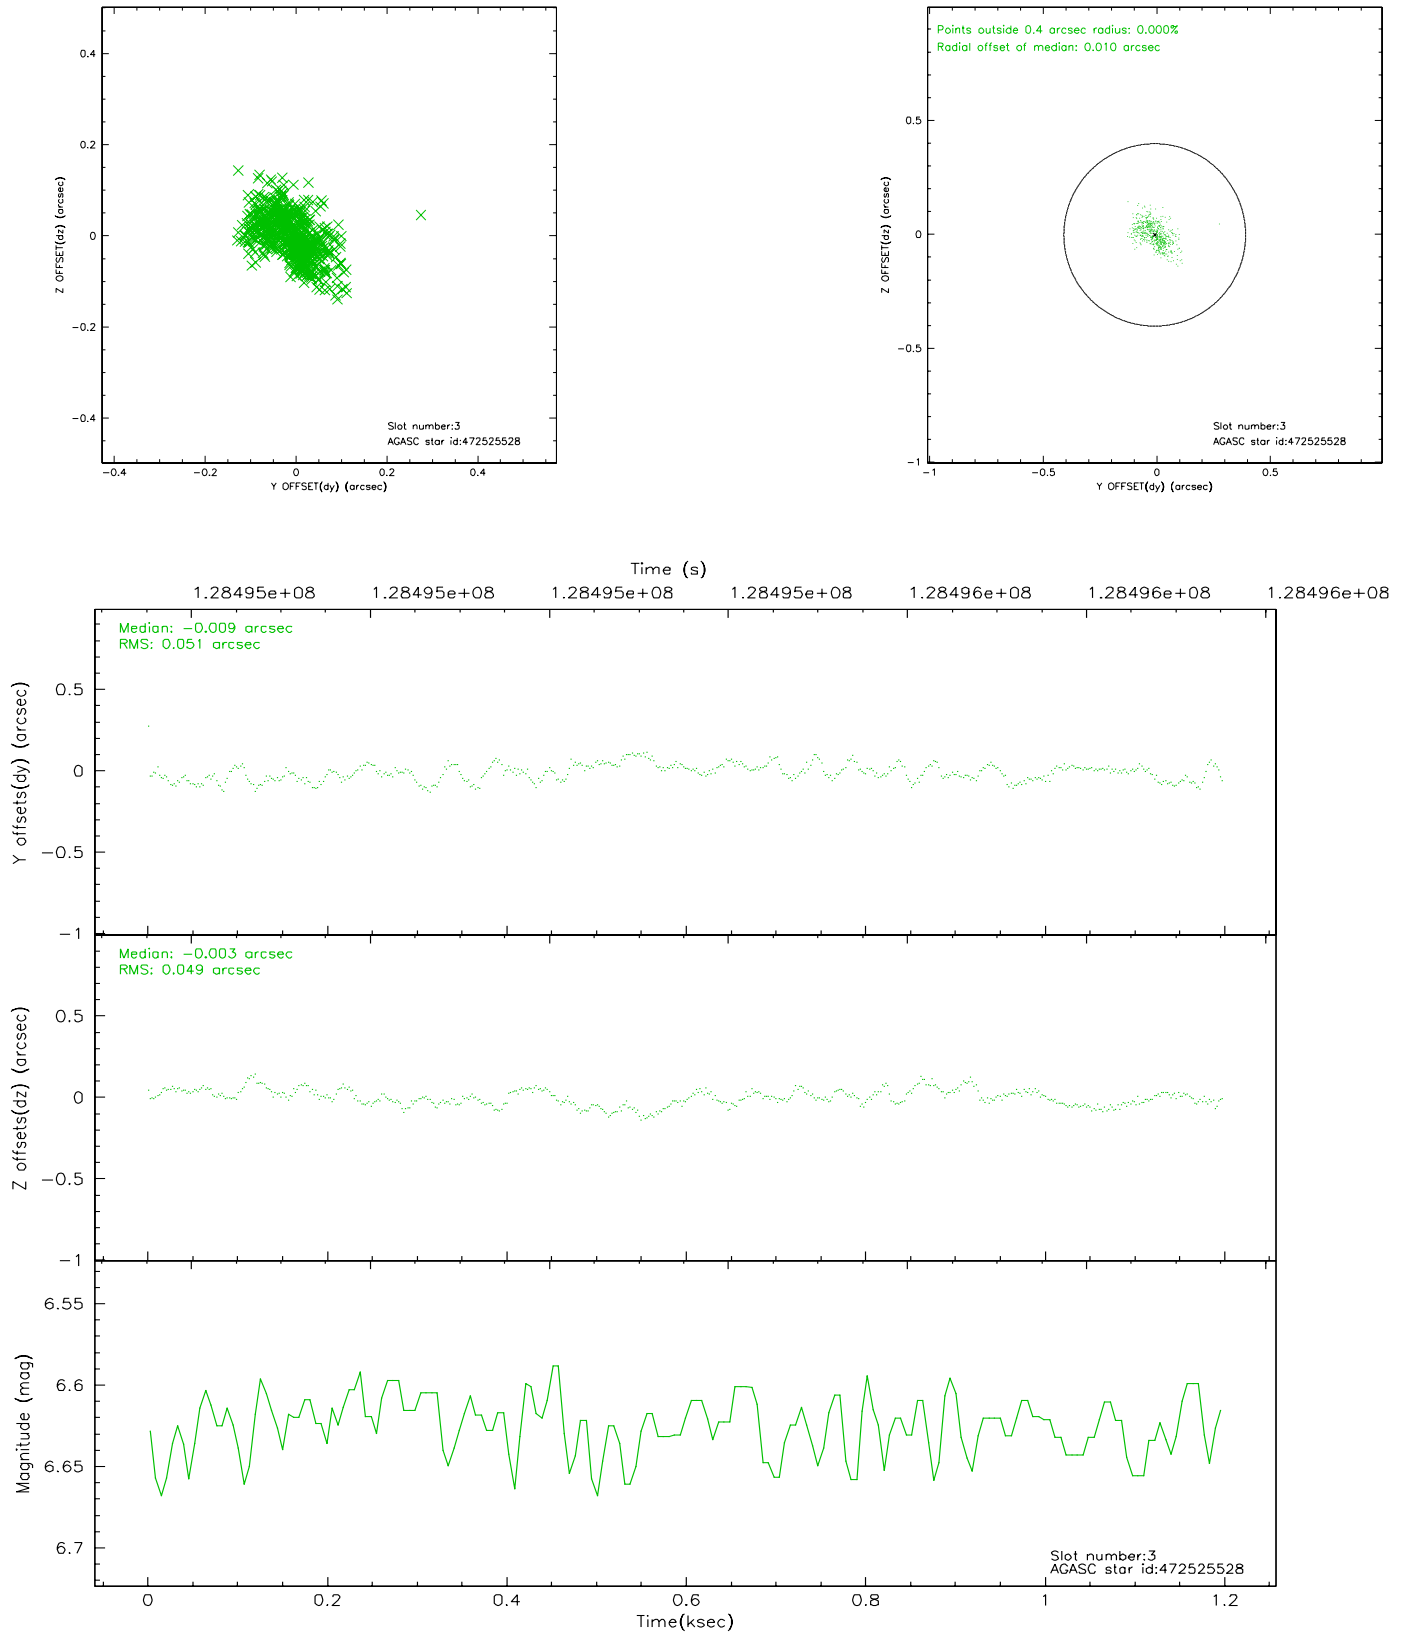 0.4
0.2
0
−0.2
−0.4
Z OFFSET(dz) (arcsec)
Slot number:3
AGASC star id:472525528
−0.4 −0.2 0 0.2 0.4
Y OFFSET(dy) (arcsec)
Points outside 0.4 arcsec radius: 0.000%
Radial offset of median: 0.010 arcsec
0.5
0
−0.5
−1
Z OFFSET(dz) (arcsec)
Slot number:3
AGASC star id:472525528
−1 −0.5 0 0.5
Y OFFSET(dy) (arcsec)
Time (s)
1.28495e+08 1.28495e+08 1.28495e+08 1.28495e+08 1.28496e+08 1.28496e+08 1.28496e+08
Median: −0.009 arcsec
RMS: 0.051 arcsec
0.5
0
−0.5
−1
Y offsets(dy) (arcsec)
Median: −0.003 arcsec
RMS: 0.049 arcsec
0.5
0
−0.5
−1
Z offsets(dz) (arcsec)
6.55
6.6
6.65
6.7
Magnitude (mag)
Slot number:3
AGASC star id:472525528
0 0.2 0.4 0.6 0.8 1 1.2
Time(ksec)